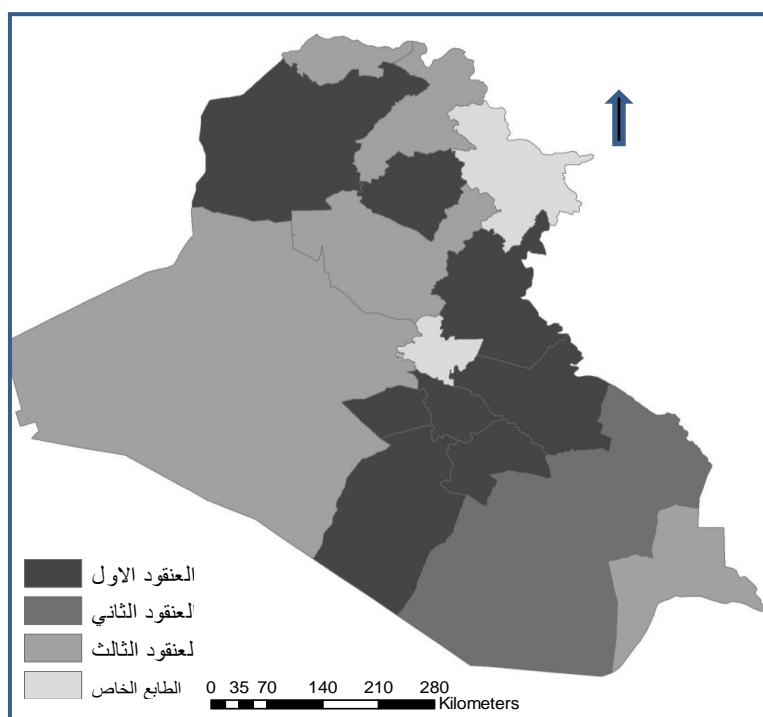 العنقود الاول
لعنقود الثاني
لعنقود الثالث
الطابع الخاص
0 35 70 140 210 280
Kilometers